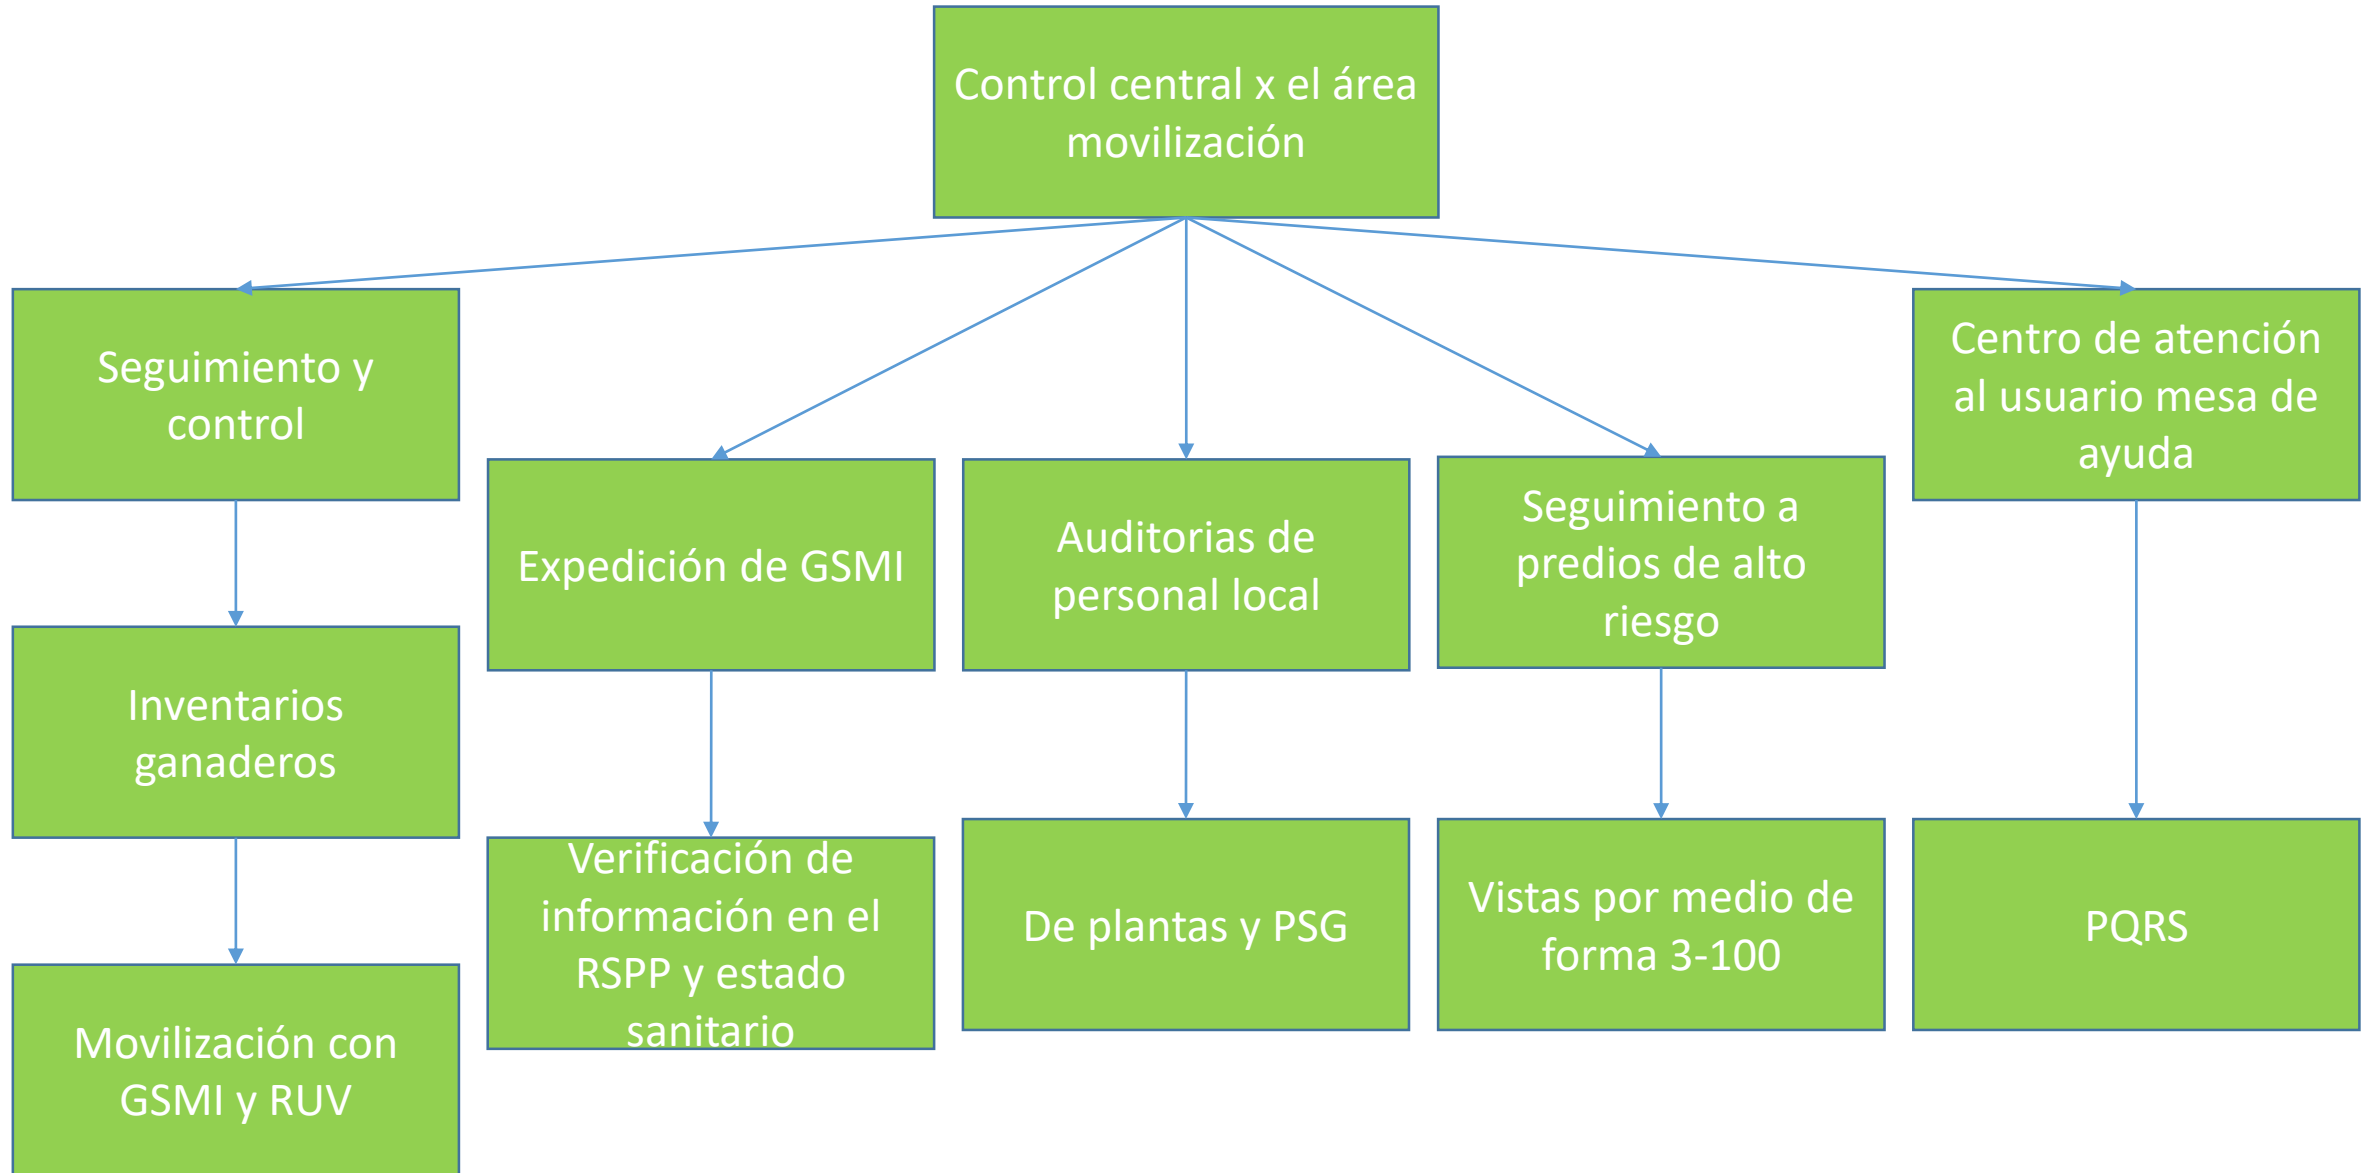 Control central x el área
movilización
Seguimiento y
control
Centro de atención
al usuario mesa de
ayuda
Expedición de GSMI
Auditorias de
personal local
Seguimiento a
predios de alto
riesgo
Inventarios
ganaderos
Verificación de
información en el
RSPP y estado
sanitario
De plantas y PSG
Vistas por medio de
forma 3-100
PQRS
Movilización con
GSMI y RUV